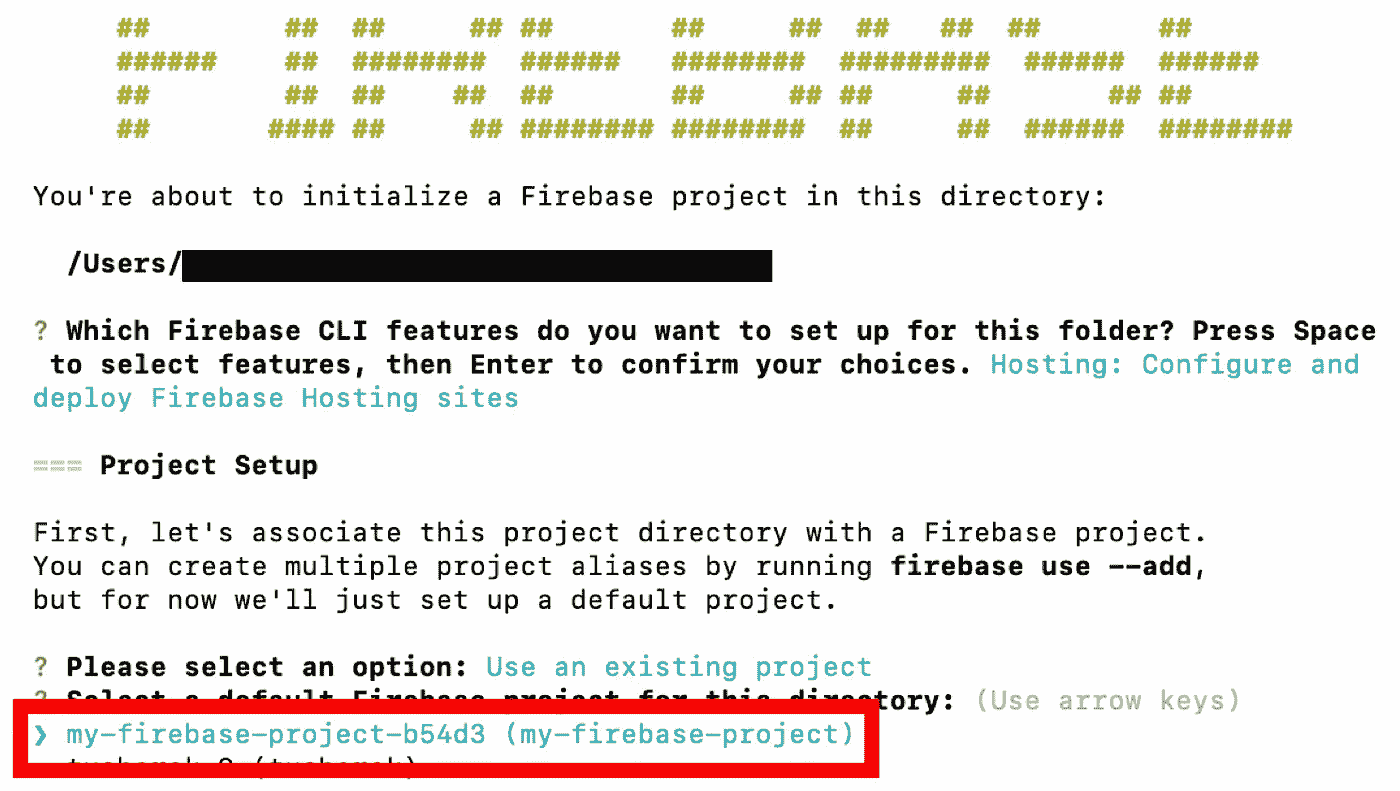 ##        ##  ##     ## ##       ##     ##  ##   ##  ##       ##
######    ##  ########  ######   ########  #########  ######  ######
##        ##  ##    ##  ##       ##     ## ##     ##       ## ##
##       #### ##     ## ######## ########  ##     ##  ######  ########
You're about to initialize a Firebase project in this directory:
/Users/
? Which Firebase CLI features do you want to set up for this folder? Press Space
to select features, then Enter to confirm your choices. Hosting: Configure and
deploy Firebase Hosting sites
=== Project Setup
First, let's associate this project directory with a Firebase project.
You can create multiple project aliases by running firebase use --add,
but for now we'll just set up a default project.
? Please select an option: Use an existing project
? Select a default Firebase project for this directory: (Use arrow keys)
❯ my-firebase-project-b54d3 (my-firebase-project)